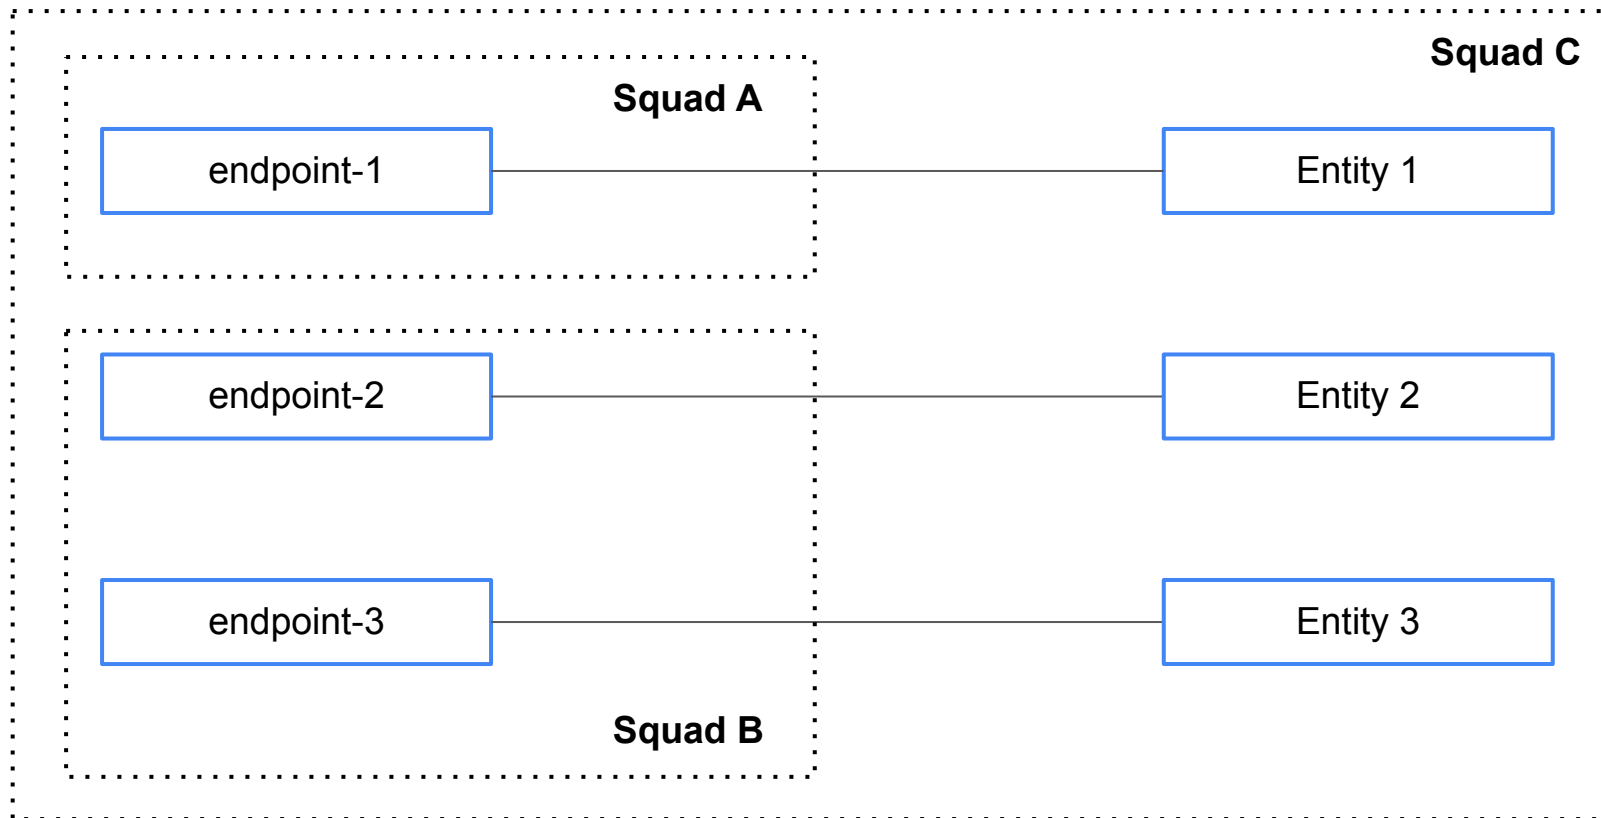 Squad C
Squad A
endpoint-1
Entity 1
endpoint-2
Entity 2
endpoint-3
Entity 3
Squad B